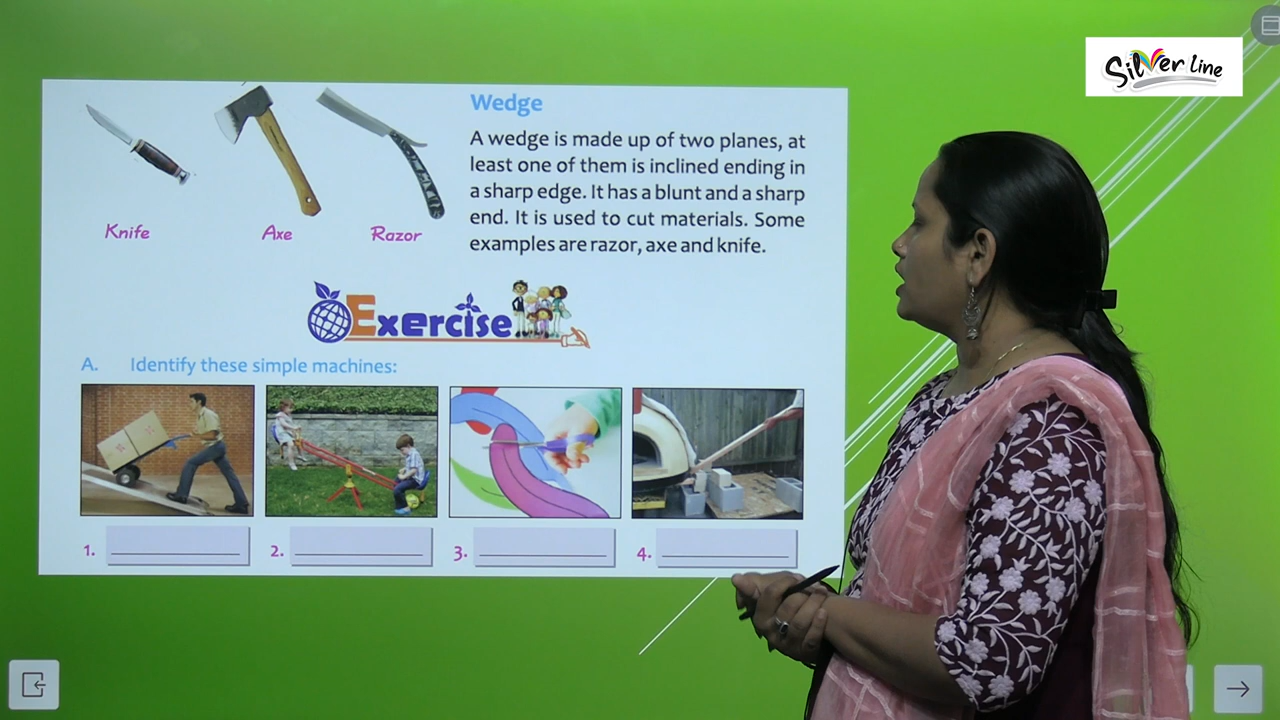 Silver Line
Wedge
A wedge is made up of two planes, at
least one of them is inclined ending in
a sharp edge. It has a blunt and a sharp
end. It is used to cut materials. Some
examples are razor, axe and knife.
Knife
Axe
Razor
Exercise
A. Identify these simple machines:
1.
2.
3.
4.